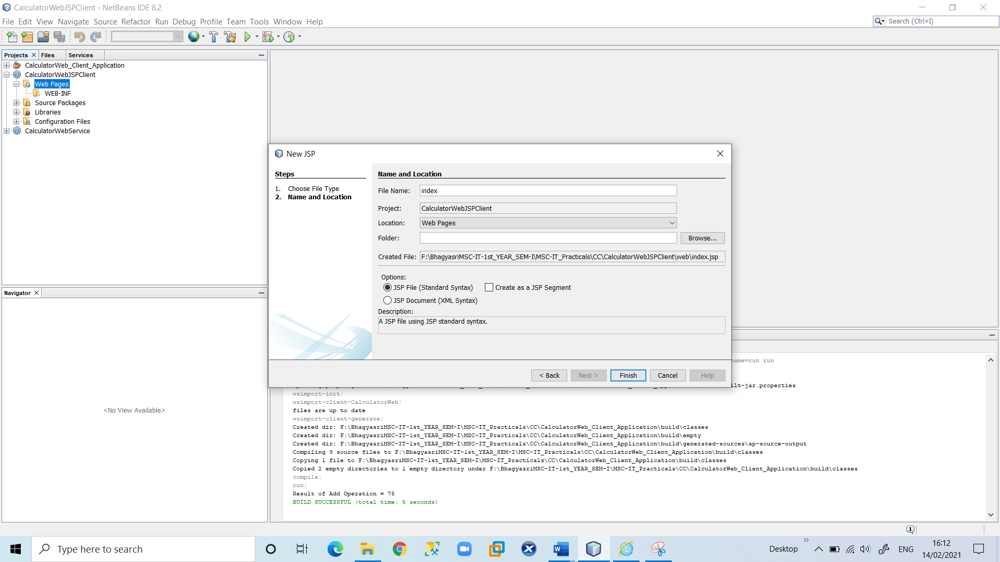 CalculatorWebJSPClient - NetBeans IDE 8.2
File Edit View Navigate Source Refactor Run Debug Profile Team Tools Window Help
Search (Ctrl+I)
Projects Files Services
CalculatorWeb_Client_Application
CalculatorWebJSPClient
Web Pages
WEB-INF
Source Packages
Libraries
Configuration Files
CalculatorWebService
New JSP
Steps
1. Choose File Type
2. Name and Location
Name and Location
File Name: index
Project: CalculatorWebJSPClient
Location: Web Pages
Folder: Browse...
Created File: F:\BhagyasriMSC-IT-1st_YEAR_SEM-I\MSC-IT_Practicals\CC\CalculatorWebJSPClient\web\index.jsp
Options:
JSP File (Standard Syntax) Create as a JSP Segment
JSP Document (XML Syntax)
Description:
A JSP file using JSP standard syntax.
< Back Next > Finish Cancel Help
Navigator
<No View Available>
name=run run
ilt-jar.properties
wsimport-init:
wsimport-client-CalculatorWeb:
files are up to date
wsimport-client-generate:
Created dir: F:\BhagyasriMSC-IT-1st_YEAR_SEM-I\MSC-IT_Practicals\CC\CalculatorWeb_Client_Application\build\classes
Created dir: F:\BhagyasriMSC-IT-1st_YEAR_SEM-I\MSC-IT_Practicals\CC\CalculatorWeb_Client_Application\build\empty
Created dir: F:\BhagyasriMSC-IT-1st_YEAR_SEM-I\MSC-IT_Practicals\CC\CalculatorWeb_Client_Application\build\generated-sources\ap-source-output
Compiling 9 source files to F:\BhagyasriMSC-IT-1st_YEAR_SEM-I\MSC-IT_Practicals\CC\CalculatorWeb_Client_Application\build\classes
Copying 1 file to F:\BhagyasriMSC-IT-1st_YEAR_SEM-I\MSC-IT_Practicals\CC\CalculatorWeb_Client_Application\build\classes
Copied 2 empty directories to 1 empty directory under F:\BhagyasriMSC-IT-1st_YEAR_SEM-I\MSC-IT_Practicals\CC\CalculatorWeb_Client_Application\build\classes
compile:
run:
Result of Add Operation = 75
BUILD SUCCESSFUL (total time: 5 seconds)
Type here to search
Desktop
ENG
16:12
14/02/2021